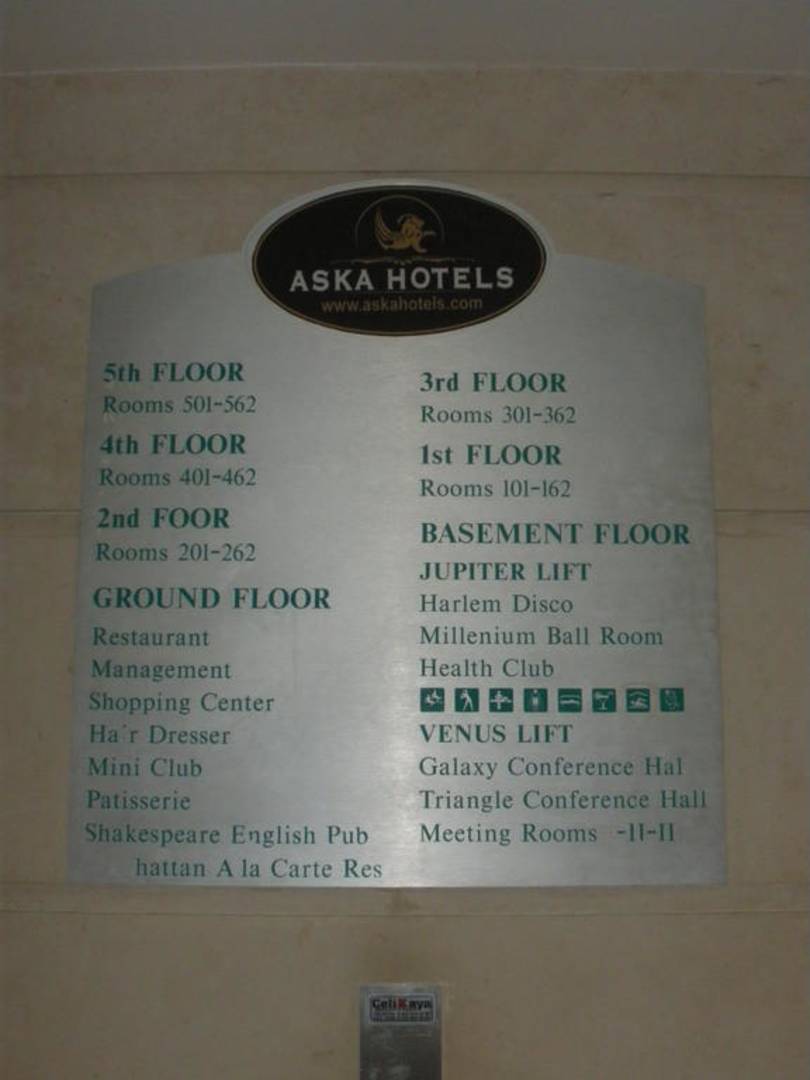 ASKA HOTELS
www.askahotels.com
5th FLOOR
Rooms 501-562
4th FLOOR
Rooms 401-462
2nd FOOR
Rooms 201-262
GROUND FLOOR
Restaurant
Management
Shopping Center
Ha r Dresser
Mini Club
Patisserie
Shakespeare English Pub
hattan A la Carte Res
3rd FLOOR
Rooms 301-362
1st FLOOR
Rooms 101-162
BASEMENT FLOOR
JUPITER LIFT
Harlem Disco
Millenium Ball Room
Health Club
VENUS LIFT
Galaxy Conference Hal
Triangle Conference Hall
Meeting Rooms -II-II
CeliKaya